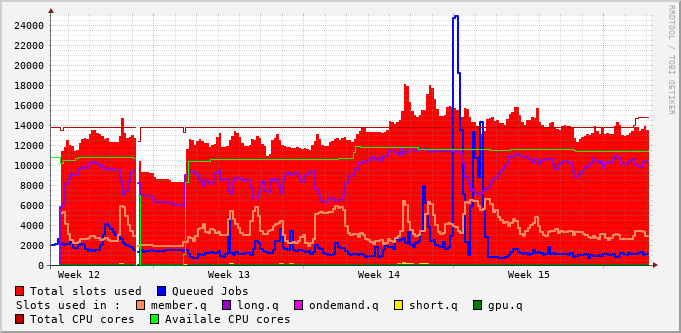 RRDTOOL / TOBI OETIKER
24000
22000
20000
18000
16000
14000
12000
10000
8000
6000
4000
2000
0
Week 12 Week 13 Week 14 Week 15
Total slots used Queued Jobs
Slots used in : member.q long.q ondemand.q short.q gpu.q
Total CPU cores Availale CPU cores